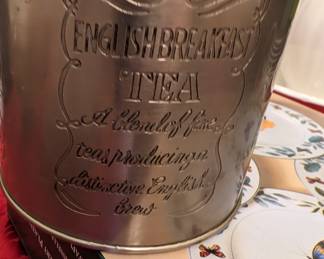 ENGLISH BREAKFAST
TEA
A blend of fine
teas producing a
distinctive English
Brew